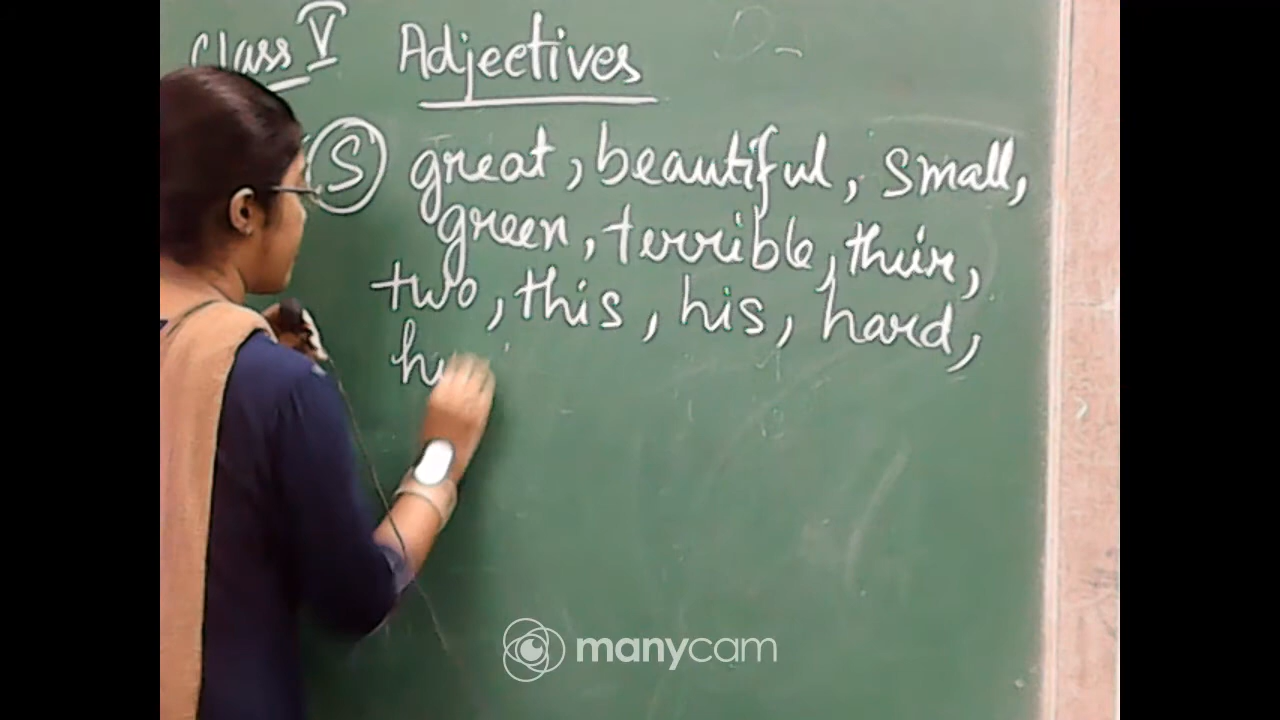 Class V Adjectives
S great, beautiful, small,
green, terrible, their,
two, this, his, hard,
manycam